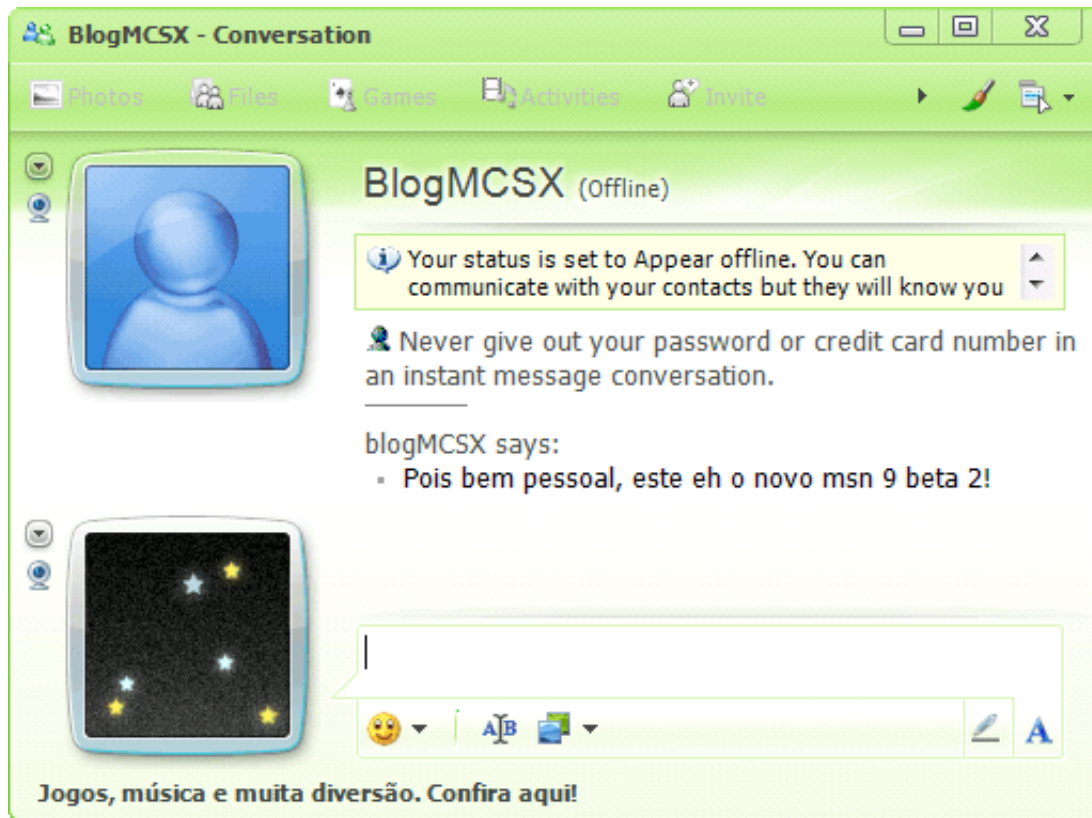 BlogMCSX - Conversation
Photos Files Games Activities Invite
BlogMCSX (Offline)
Your status is set to Appear offline. You can
communicate with your contacts but they will know you
Never give out your password or credit card number in
an instant message conversation.
blogMCSX says:
Pois bem pessoal, este eh o novo msn 9 beta 2!
AB
A
Jogos, música e muita diversão. Confira aqui!